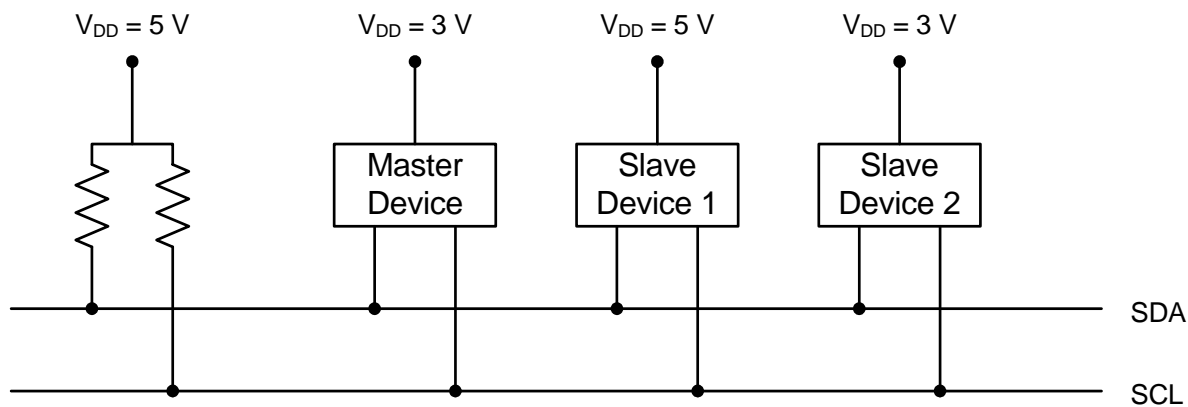 V_DD = 5 V
V_DD = 3 V
V_DD = 5 V
V_DD = 3 V
Master
Device
Slave
Device 1
Slave
Device 2
SDA
SCL